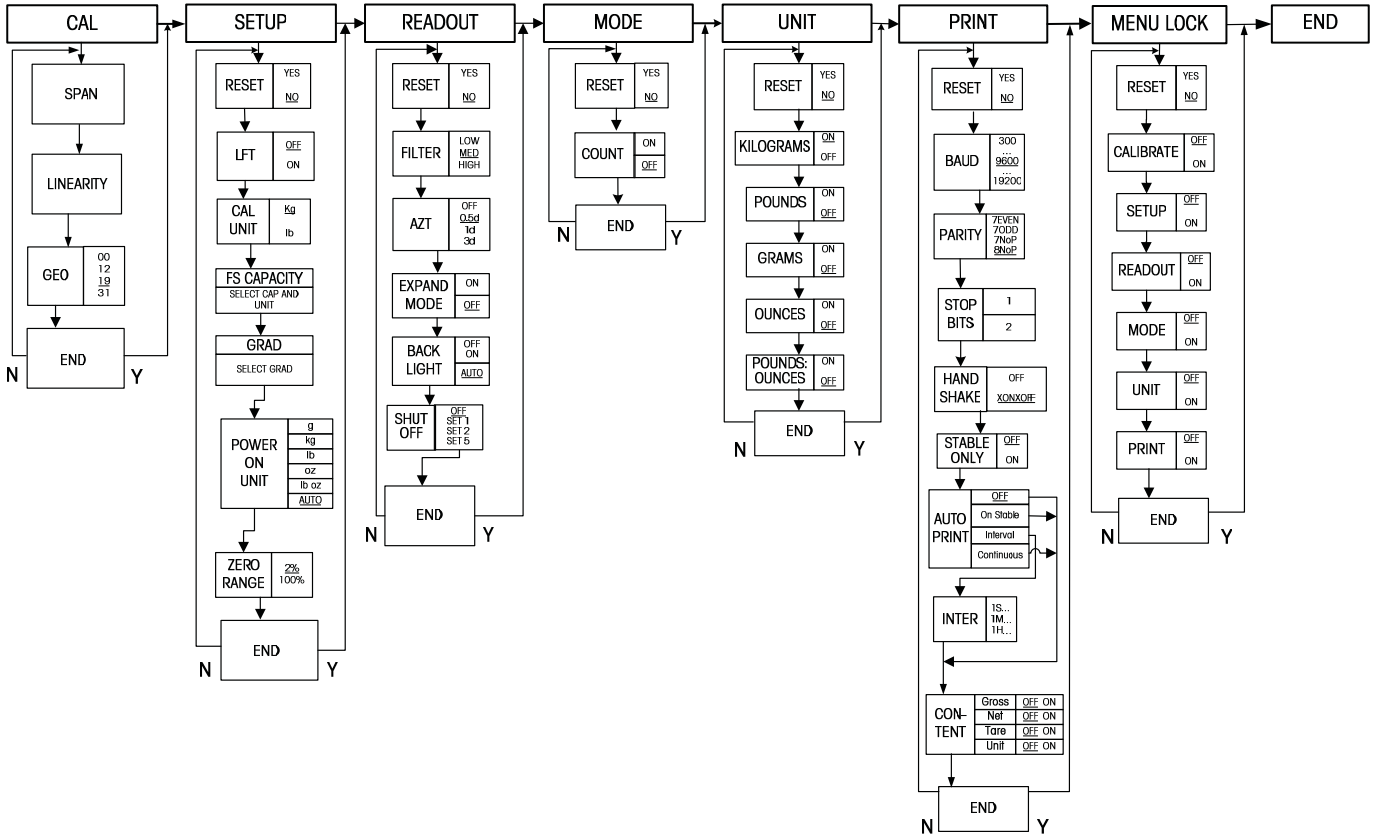 CAL
SETUP
READOUT
MODE
UNIT
PRINT
MENU LOCK
END
SPAN
LINEARITY
GEO
00
12
19
31
END
N
Y
RESET
YES
NO
LFT
OFF
ON
CAL
UNIT
Kg
lb
FS CAPACITY
SELECT CAP AND
UNIT
GRAD
SELECT GRAD
POWER
ON
UNIT
g
kg
lb
oz
lb oz
AUTO
ZERO
RANGE
2%
100%
END
N
Y
RESET
YES
NO
FILTER
LOW
MED
HIGH
AZT
OFF
0.5d
1d
3d
EXPAND
MODE
ON
OFF
BACK
LIGHT
OFF
ON
AUTO
SHUT
OFF
OFF
SET 1
SET 2
SET 5
END
N
Y
RESET
YES
NO
COUNT
ON
OFF
END
N
Y
RESET
YES
NO
KILOGRAMS
ON
OFF
POUNDS
ON
OFF
GRAMS
ON
OFF
OUNCES
ON
OFF
POUNDS:
OUNCES
ON
OFF
END
N
Y
RESET
YES
NO
BAUD
300
...
9600
...
19200
PARITY
7EVEN
7ODD
7NoP
8NoP
STOP
BITS
1
2
HAND
SHAKE
OFF
XONXOFF
STABLE
ONLY
OFF
ON
AUTO
PRINT
OFF
On Stable
Interval
Continuous
INTER
1S...
1M...
1H...
CON-
TENT
Gross
OFF ON
Net
OFF ON
Tare
OFF ON
Unit
OFF ON
END
N
Y
RESET
YES
NO
CALIBRATE
OFF
ON
SETUP
OFF
ON
READOUT
OFF
ON
MODE
OFF
ON
UNIT
OFF
ON
PRINT
OFF
ON
END
N
Y